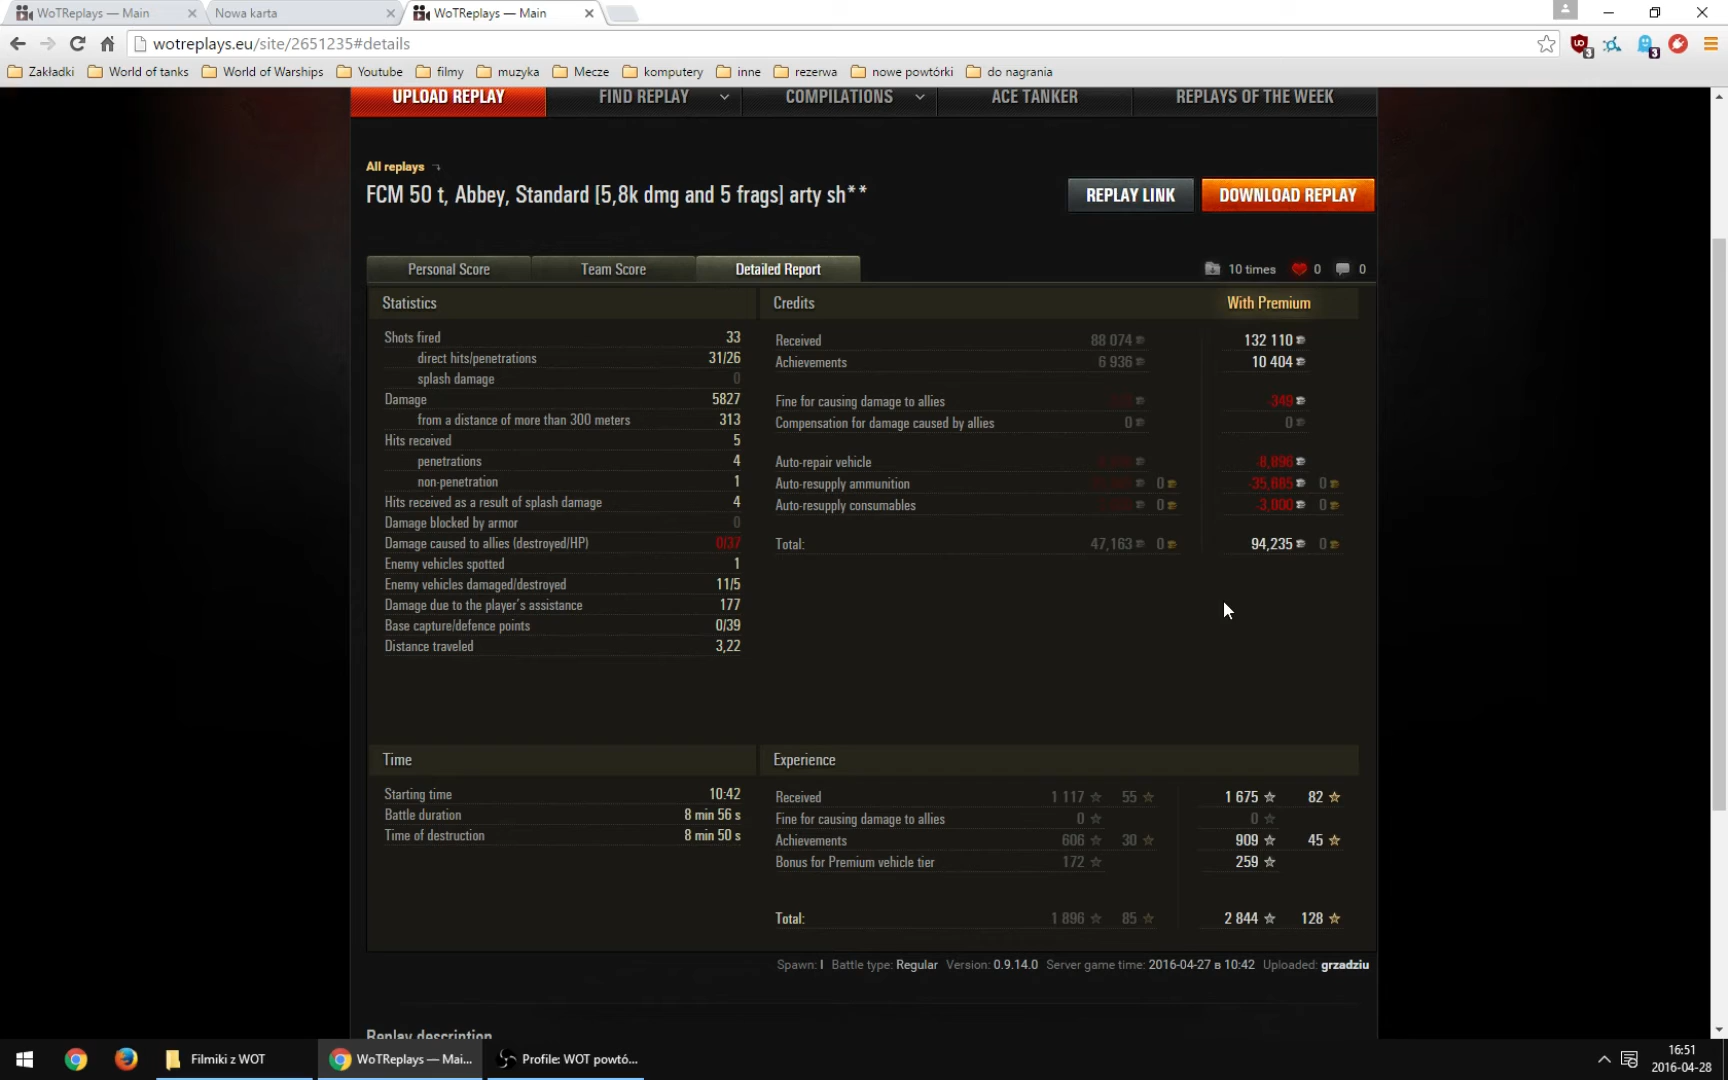 WoTReplays — Main
Nowa karta
WoTReplays — Main
wotreplays.eu/site/2651235#details
3
3
Zakładki World of tanks World of Warships Youtube filmy muzyka Mecze komputery inne rezerwa nowe powtórki do nagrania
UPLOAD REPLAY FIND REPLAY COMPILATIONS ACE TANKER REPLAYS OF THE WEEK
All replays
FCM 50 t, Abbey, Standard [5,8k dmg and 5 frags] arty sh**
REPLAY LINK DOWNLOAD REPLAY
Personal Score Team Score Detailed Report
10 times 0 0
Statistics
Shots fired 33
direct hits/penetrations 31/26
splash damage 0
Damage 5827
from a distance of more than 300 meters 313
Hits received 5
penetrations 4
non-penetration 1
Hits received as a result of splash damage 4
Damage blocked by armor 0
Damage caused to allies (destroyed/HP) 0/37
Enemy vehicles spotted 1
Enemy vehicles damaged/destroyed 11/5
Damage due to the player's assistance 177
Base capture/defence points 0/39
Distance traveled 3,22
Credits With Premium
Received 88 074 132 110
Achievements 6 936 10 404
Fine for causing damage to allies -349
Compensation for damage caused by allies 0 0
Auto-repair vehicle -8,896
Auto-resupply ammunition 0 -35,685 0
Auto-resupply consumables 0 -3,000 0
Total: 47,163 0 94,235 0
Time
Starting time 10:42
Battle duration 8 min 56 s
Time of destruction 8 min 50 s
Experience
Received 1 117 55 1 675 82
Fine for causing damage to allies 0 0
Achievements 606 30 909 45
Bonus for Premium vehicle tier 172 259
Total: 1 896 85 2 844 128
Spawn: I Battle type: Regular Version: 0.9.14.0 Server game time: 2016-04-27 в 10:42 Uploaded: grzadziu
Replay description
Filmiki z WOT
WoTReplays — Mai...
Profile: WOT powtó...
16:51
2016-04-28